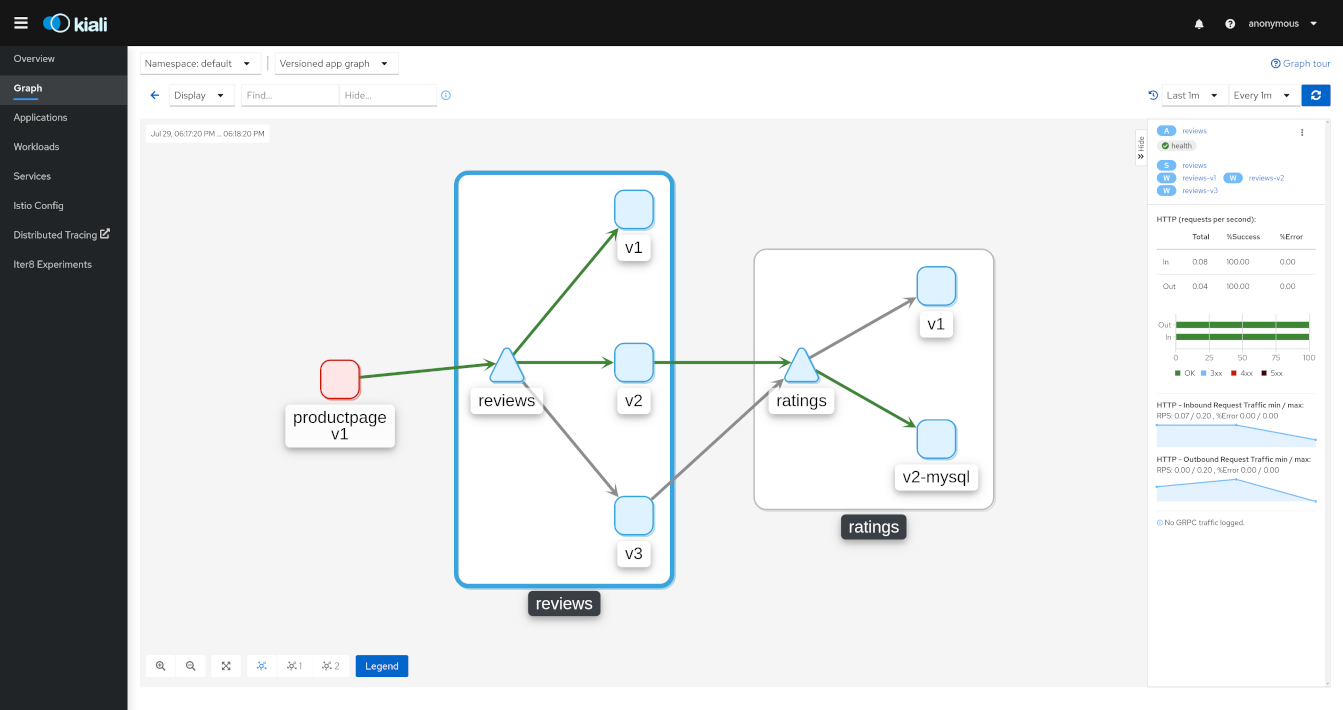 kiali
anonymous
Overview
Graph
Applications
Workloads
Services
Istio Config
Distributed Tracing
Iter8 Experiments
Namespace: default
Versioned app graph
Graph tour
Display
Find...
Hide...
Last 1m
Every 1m
Jul 29, 06:17:20 PM ... 06:18:20 PM
v1
reviews
v2
v3
reviews
productpage
v1
v1
ratings
v2-mysql
ratings
1
2
Legend
Hide
A reviews
health
S reviews
W reviews-v1 W reviews-v2
W reviews-v3
HTTP (requests per second):
Total %Success %Error
In 0.08 100.00 0.00
Out 0.04 100.00 0.00
Out
In
0 25 50 75 100
OK 3xx 4xx 5xx
HTTP - Inbound Request Traffic min / max:
RPS: 0.07 / 0.20 , %Error 0.00 / 0.00
HTTP - Outbound Request Traffic min / max:
RPS: 0.00 / 0.20 , %Error 0.00 / 0.00
No GRPC traffic logged.